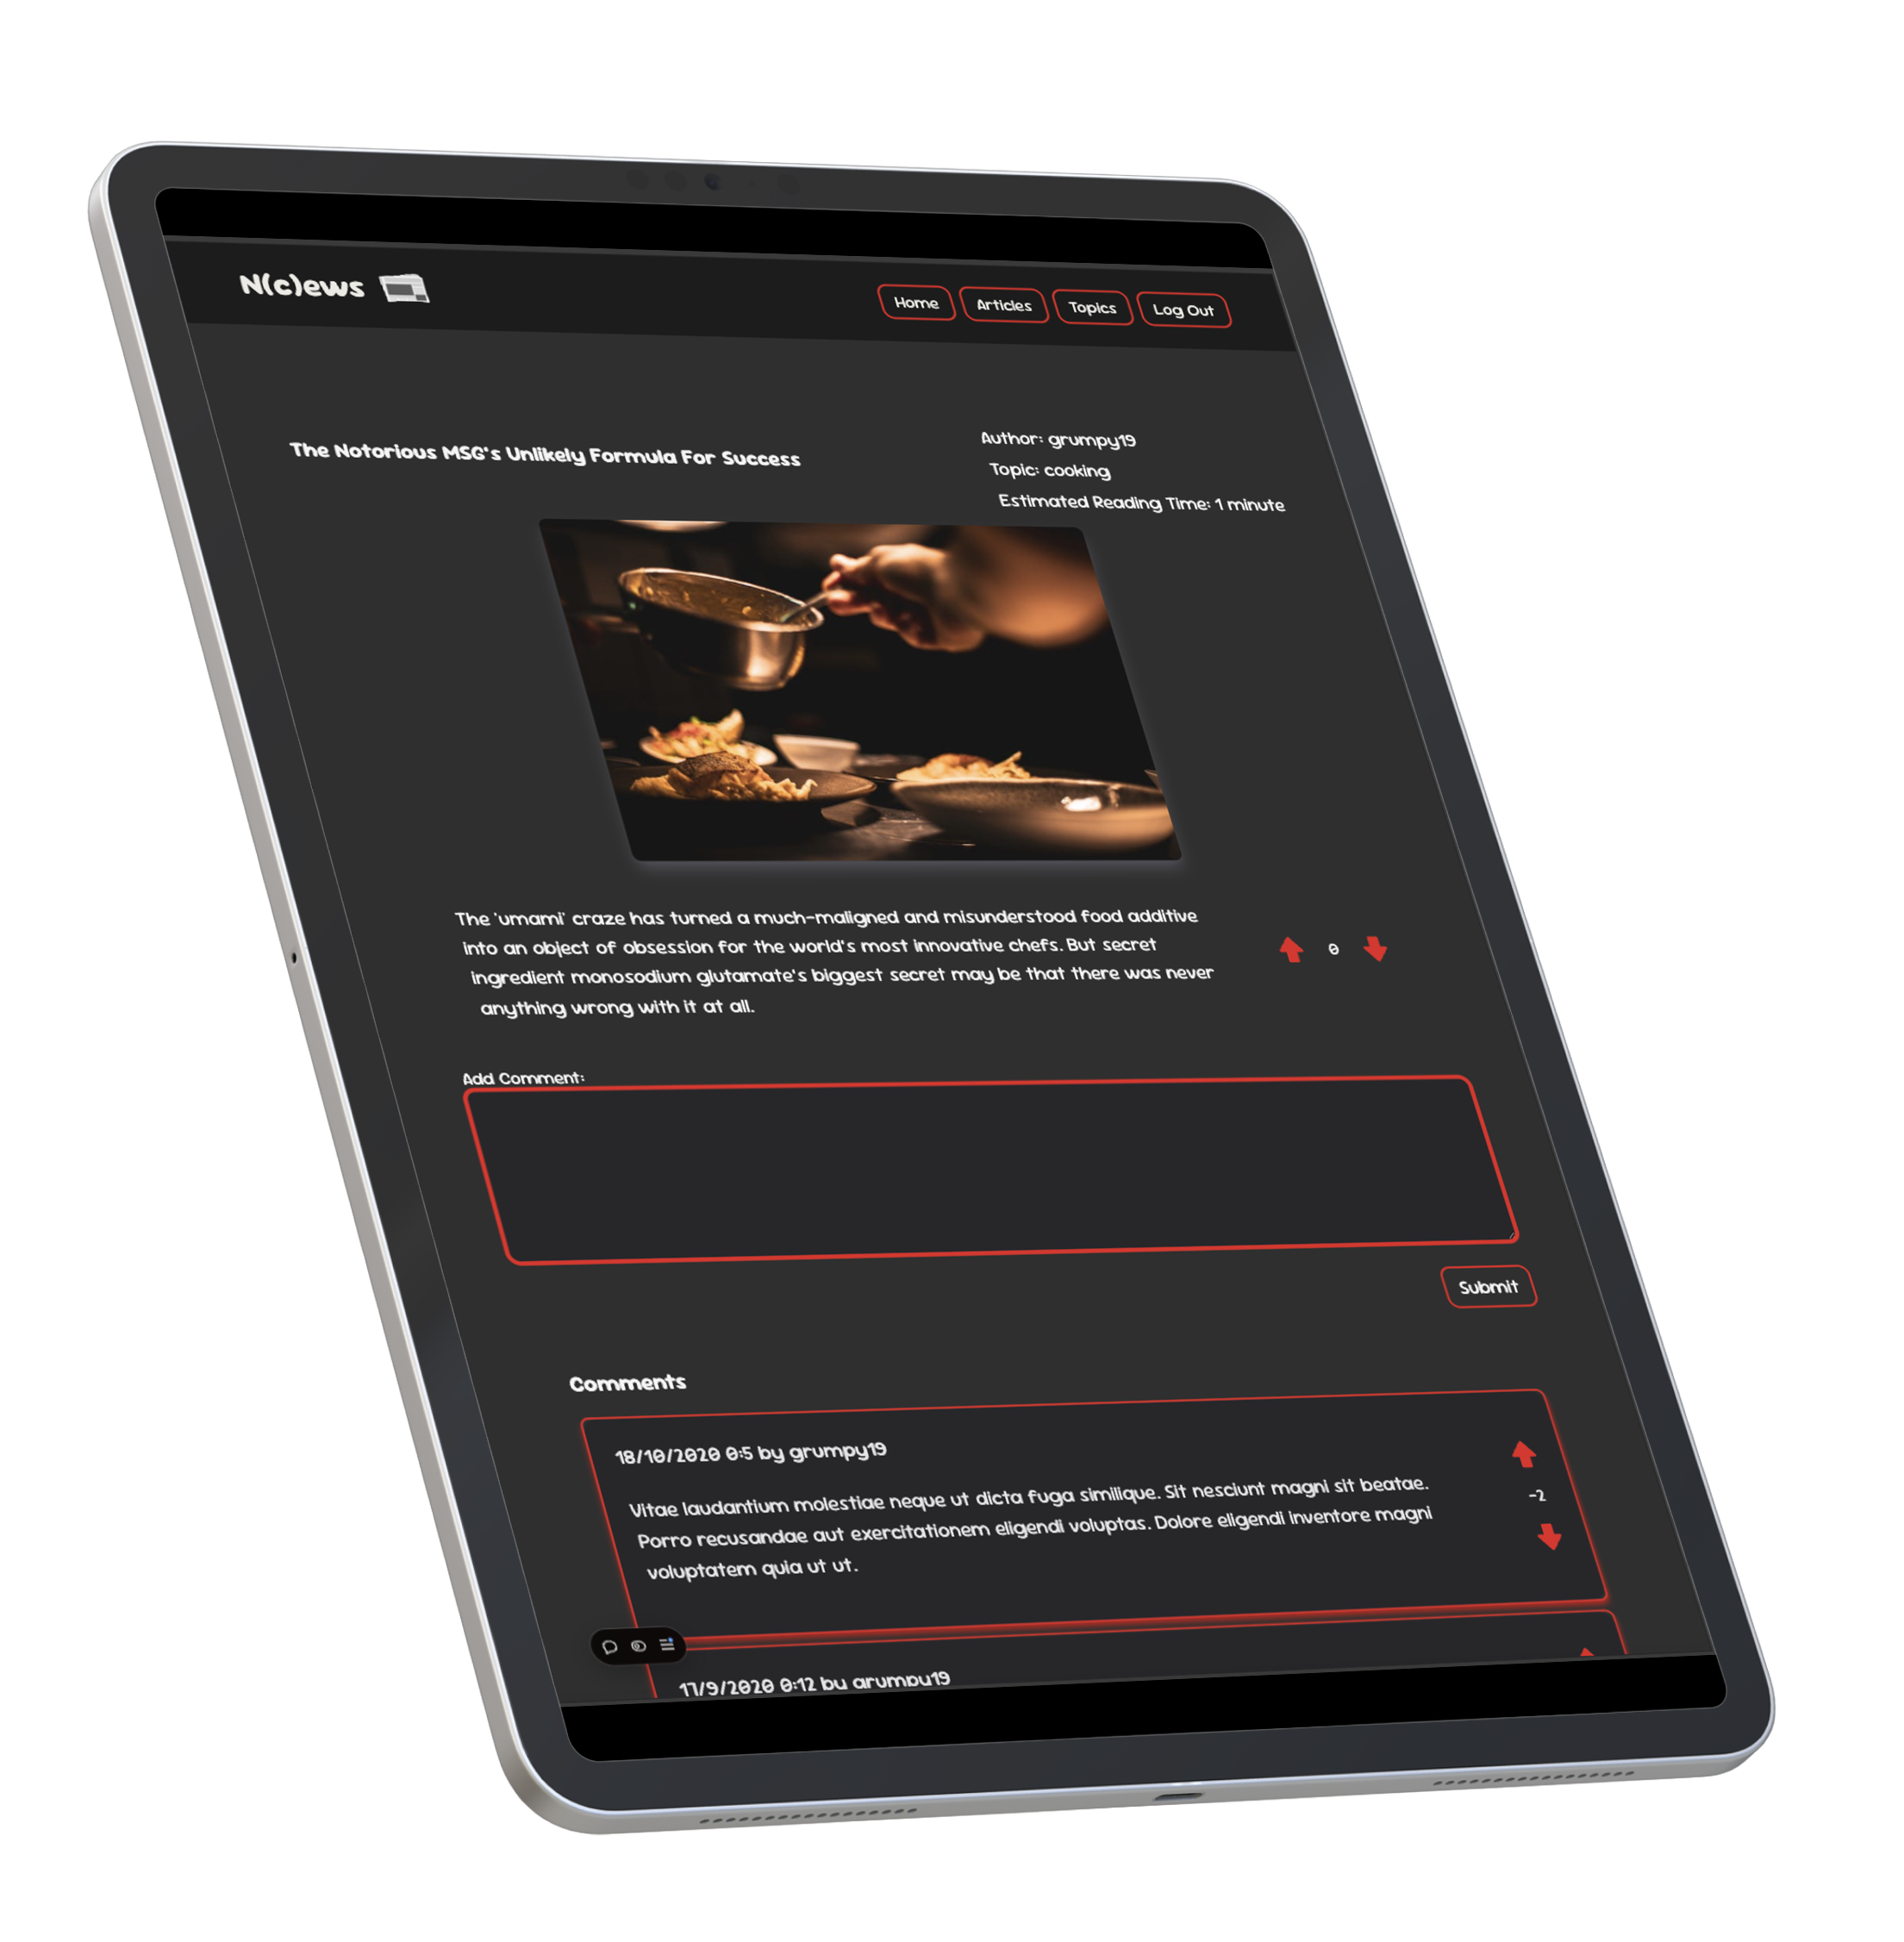 N(c)ews
Home
Articles
Topics
Log Out
The Notorious MSG's Unlikely Formula For Success
Author: grumpy19
Topic: cooking
Estimated Reading Time: 1 minute
The 'umami' craze has turned a much-maligned and misunderstood food additive
into an object of obsession for the world's most innovative chefs. But secret
ingredient monosodium glutamate's biggest secret may be that there was never
anything wrong with it at all.
0
Add Comment:
Submit
Comments
18/10/2020 0:5 by grumpy19
Vitae laudantium molestiae neque ut dicta fuga similique. Sit nesciunt magni sit beatae.
Porro recusandae aut exercitationem eligendi voluptas. Dolore eligendi inventore magni
voluptatem quia ut ut.
-2
17/9/2020 0:12 by grumpy19